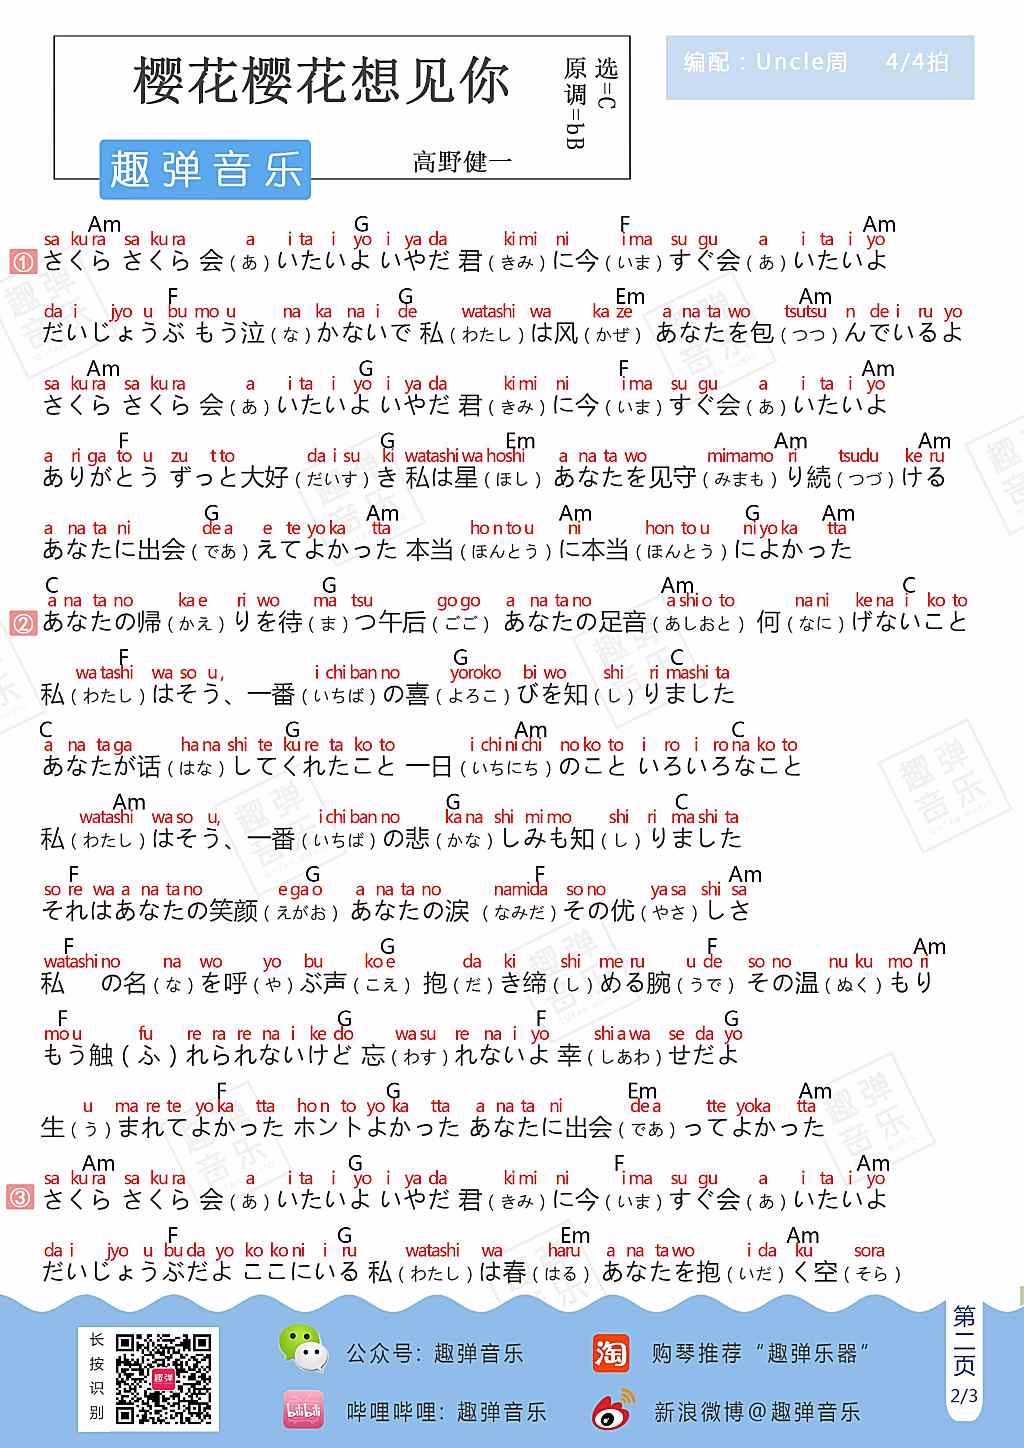 樱花樱花想见你
选=C
原调=bB
高野健一
趣弹音乐
编配：Uncle周 4/4拍
Am G F Am
sa ku ra sa ku ra a i ta i yo i ya da ki mi ni i ma su gu a i ta i yo
① さくら さくら 会（あ）いたいよ いやだ 君（きみ）に今（いま）すぐ会（あ）いたいよ
F G Em Am
da i jyo u bu mo u na ka na i de watashi wa ka ze a na ta wo tsutsu n de i ru yo
だいじょうぶ もう泣（な）かないで 私（わたし）は风（かぜ） あなたを包（つつ）んでいるよ
Am G F Am
sa ku ra sa ku ra a i ta i yo i ya da ki mi ni i ma su gu a i ta i yo
さくら さくら 会（あ）いたいよ いやだ 君（きみ）に今（いま）すぐ会（あ）いたいよ
F G Em Am Am
a ri ga to u zu t to da i su ki watashi wa hoshi a na ta wo mimamo ri tsudu ke ru
ありがとう ずっと大好（だいす）き 私は星（ほし） あなたを见守（みまも）り続（つづ）ける
G Am Am G Am
a na ta ni de a e te yo ka tta hon tou ni hon to u ni yo ka tta
あなたに出会（であ）えてよかった 本当（ほんとう）に本当（ほんとう）によかった
C G Am C
a na ta no ka e ri wo ma tsu go go a na ta no a shi o to na ni ke na i ko to
② あなたの帰（かえ）りを待（ま）つ午后（ごご） あなたの足音（あしおと） 何（なに）げないこと
F G C
wa tashi wa so u, i chi ban no yoroko bi wo shi ri mashi ta
私（わたし）はそう、一番（いちば）の喜（よろこ）びを知（し）りました
C G Am C
a na ta ga ha na shi te ku re ta ko to i chi ni chi no ko to i ro i ro na ko to
あなたが话（はな）してくれたこと 一日（いちにち）のこと いろいろなこと
Am G C
watashi wa so u, i chi ban no ka na shi mi mo shi ri ma shi ta
私（わたし）はそう、 一番（いちば）の悲（かな）しみも知（し）りました
F G F Am
so re wa a na ta no e ga o a na ta no namida so no ya sa shi sa
それはあなたの笑颜（えがお） あなたの涙（なみだ）その优（やさ）しさ
F G F Am
watashi no na wo yo bu ko e da ki shi me ru u de so no nu ku mo ri
私 の名（な）を呼（や）ぶ声（こえ） 抱（だ）き缔（し）める腕（うで） その温（ぬく）もり
F G F G
mo u fu re ra re na i ke do wa su re na i yo shi a wa se da yo
もう触（ふ）れられないけど 忘（わす）れないよ 幸（しあわ）せだよ
F G Em Am
u ma re te yo ka tta hon to yo ka tta a na ta ni de a tte yoka tta
生（う）まれてよかった ホントよかった あなたに出会（であ）ってよかった
Am G F Am
sa ku ra sa ku ra a i ta i yo i ya da ki mi ni i ma su gu a i ta i yo
③ さくら さくら 会（あ）いたいよ いやだ 君（きみ）に今（いま）すぐ会（あ）いたいよ
F G Em Am
da i jyo u bu da yo ko ko ni i ru watashi wa haru a na ta wo i da ku sora
だいじょうぶだよ ここにいる 私（わたし）は春（はる） あなたを抱（いだ）く空（そら）
长按识别
趣弹
公众号：趣弹音乐
淘
购琴推荐“趣弹乐器”
bilibili
哔哩哔哩：趣弹音乐
新浪微博@趣弹音乐
第二页
2/3